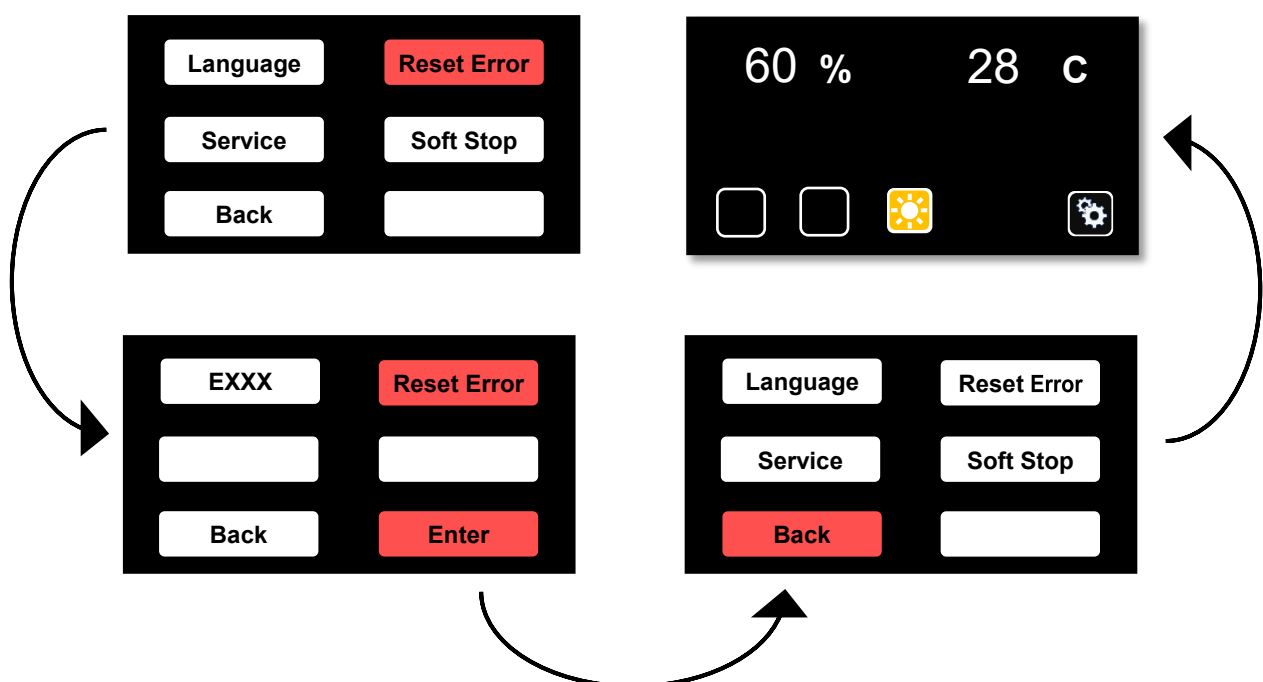 Language Reset Error
Service Soft Stop
Back
60 % 28 C
EXXX Reset Error
Back Enter
Language Reset Error
Service Soft Stop
Back